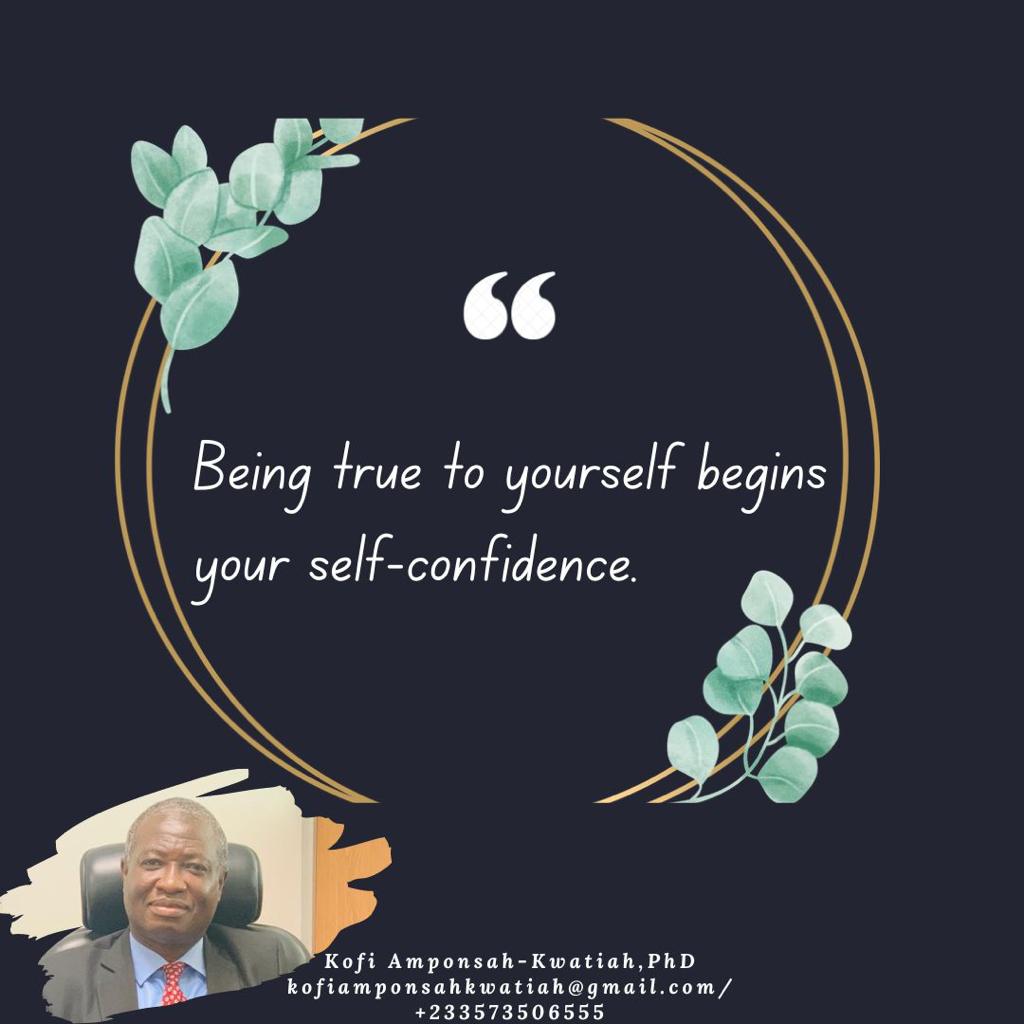 ❝
Being true to yourself begins
your self-confidence.
Kofi Amponsah-Kwatiah,PhD
kofiamponsahkwatiah@gmail.com/
+233573506555